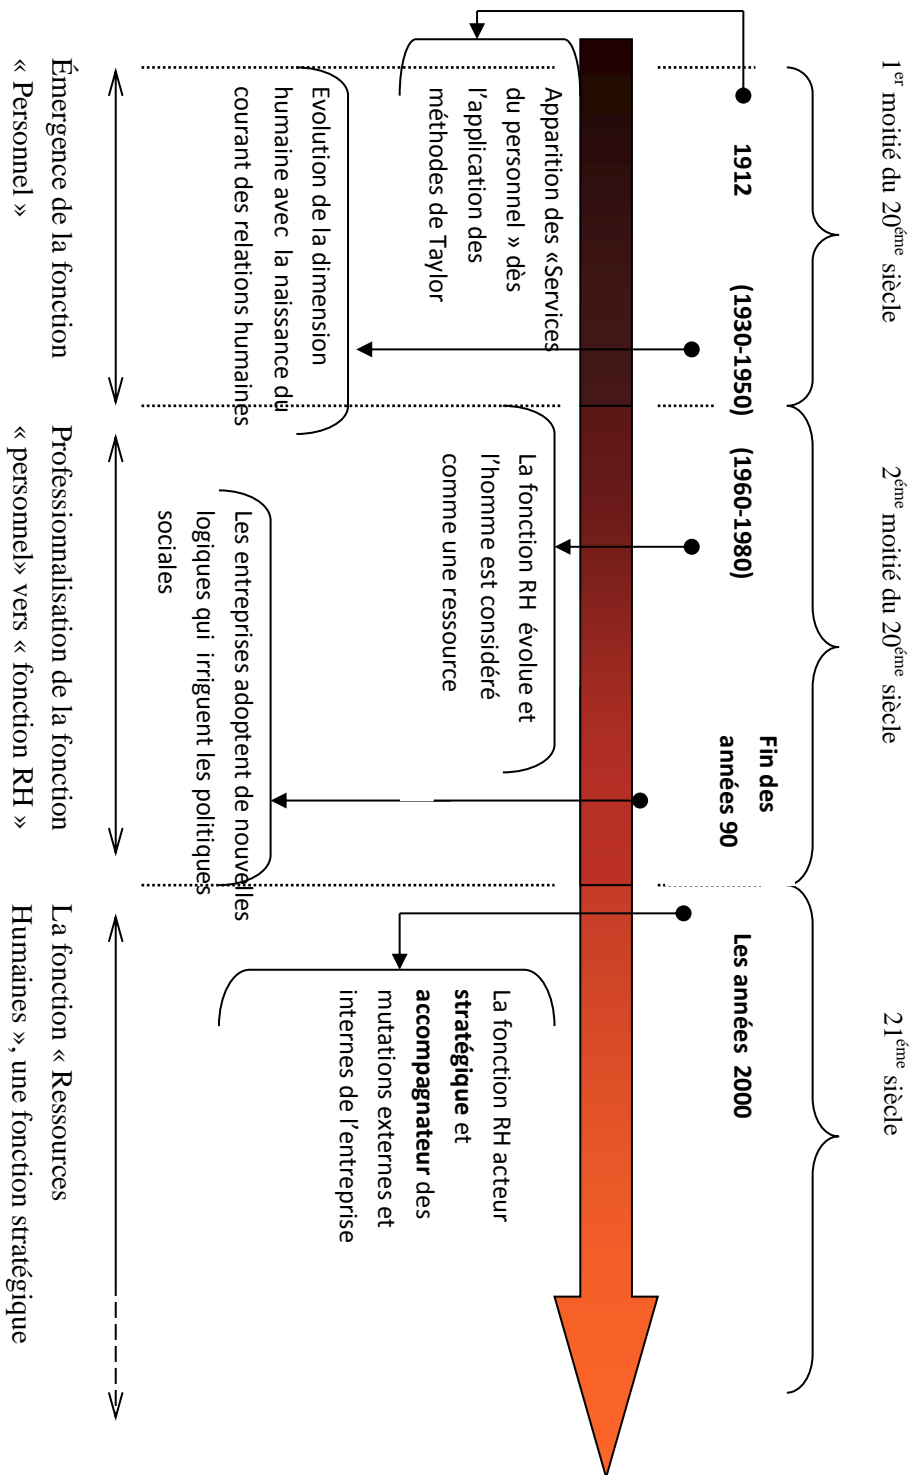 1er moitié du 20éme siècle
2éme moitié du 20éme siècle
21éme siècle
1912
(1930-1950)
(1960-1980)
Fin des
années 90
Les années 2000
Apparition des «Services
du personnel » dès
l'application des
méthodes de Taylor
Evolution de la dimension
humaine avec la naissance du
courant des relations humaines
La fonction RH évolue et
l'homme est considéré
comme une ressource
Les entreprises adoptent de nouvelles
logiques qui irriguent les politiques
sociales
La fonction RH acteur
stratégique et
accompagnateur des
mutations externes et
internes de l'entreprise
Émergence de la fonction
« Personnel »
Professionnalisation de la fonction
« personnel» vers « fonction RH »
La fonction « Ressources
Humaines », une fonction stratégique